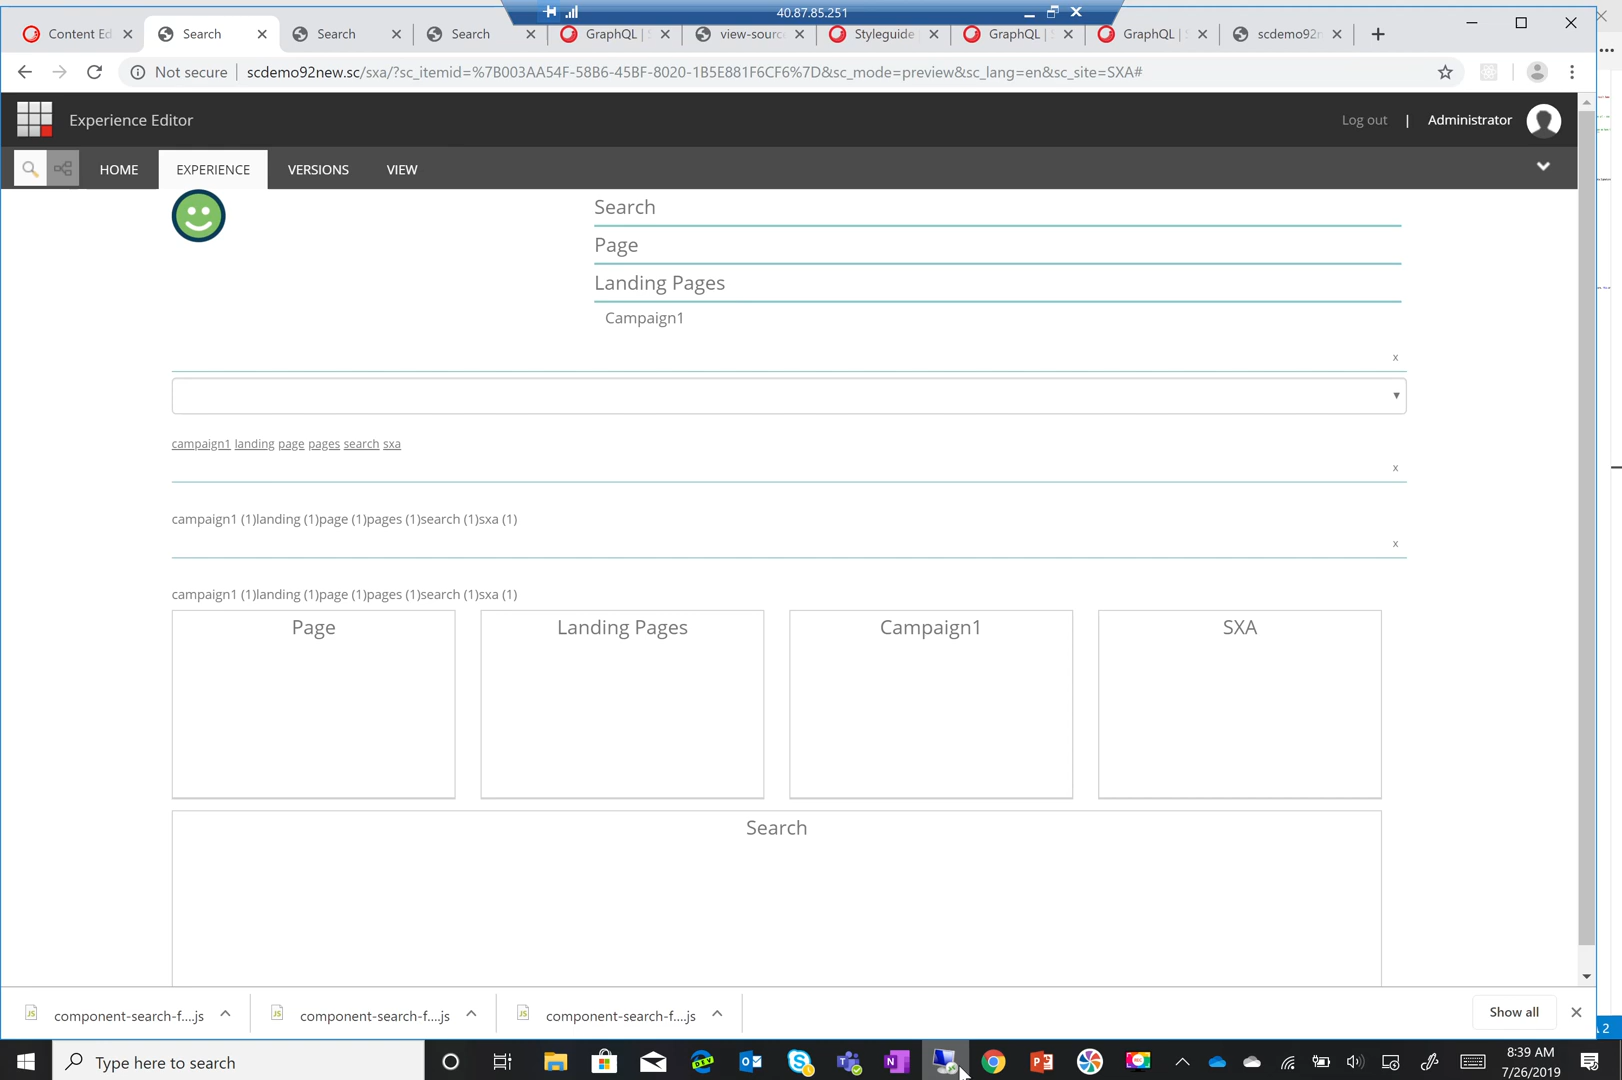 40.87.85.251
Content Ed
Search
Search
Search
GraphQL | S
view-sourc
Styleguide
GraphQL | S
GraphQL | S
scdemo92n
Not secure
scdemo92new.sc/sxa/?sc_itemid=%7B003AA54F-58B6-45BF-8020-1B5E881F6CF6%7D&sc_mode=preview&sc_lang=en&sc_site=SXA#
Experience Editor
Log out | Administrator
HOME EXPERIENCE VERSIONS VIEW
Search
Page
Landing Pages
Campaign1
x
campaign1 landing page pages search sxa
x
campaign1 (1)landing (1)page (1)pages (1)search (1)sxa (1)
x
campaign1 (1)landing (1)page (1)pages (1)search (1)sxa (1)
Page
Landing Pages
Campaign1
SXA
Search
component-search-f....js
component-search-f....js
component-search-f....js
Show all
2
Type here to search
8:39 AM
7/26/2019